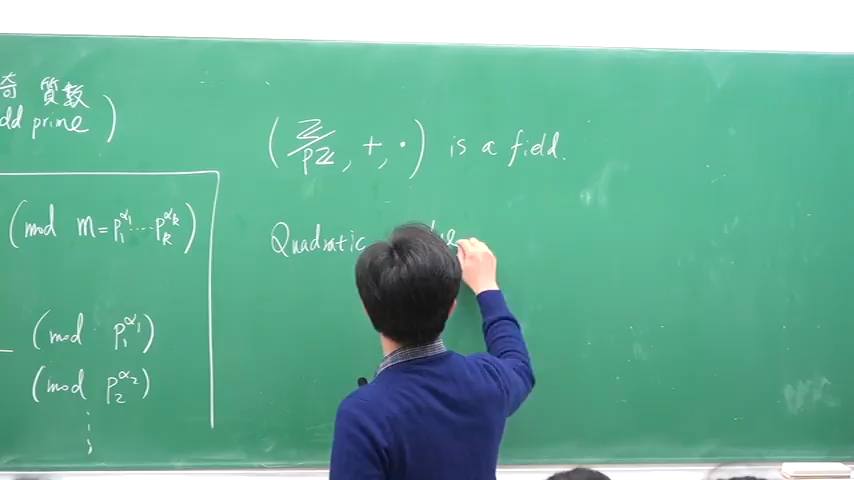 奇 質數
dd prime )
(mod m = p₁^α₁ ⋯ p_k^α_k)
(mod p₁^α₁)
(mod p₂^α₂)
⋮
(ℤ/pℤ, +, ·) is a field.
Quadratic